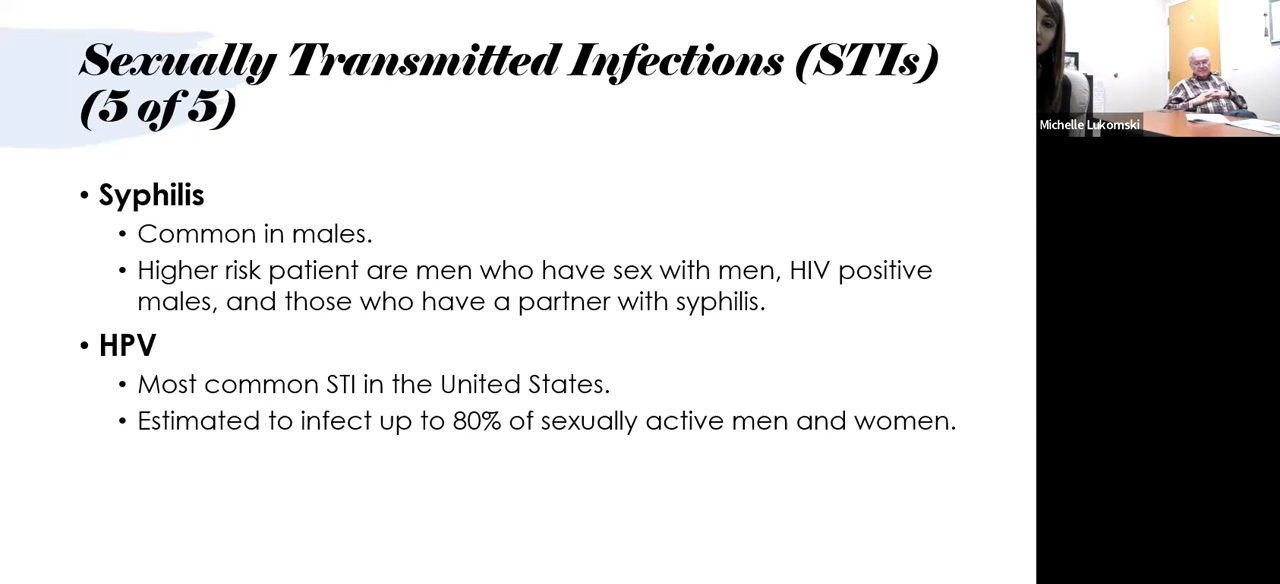 Sexually Transmitted Infections (STIs)
(5 of 5)
• Syphilis
• Common in males.
• Higher risk patient are men who have sex with men, HIV positive
males, and those who have a partner with syphilis.
• HPV
• Most common STI in the United States.
• Estimated to infect up to 80% of sexually active men and women.
Michelle Lukomski